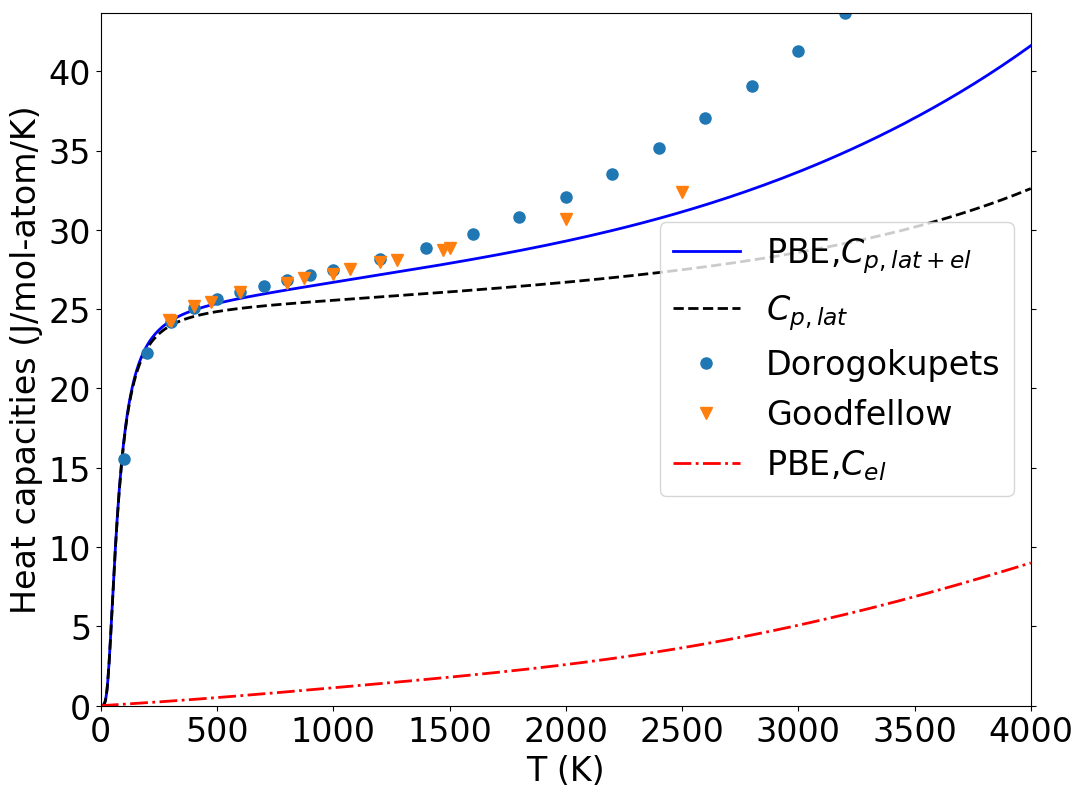 40
35
30
25
20
15
10
5
0
Heat capacities (J/mol-atom/K)
PBE,C_{p,lat+el}
C_{p,lat}
Dorogokupets
Goodfellow
PBE,C_{el}
0 500 1000 1500 2000 2500 3000 3500 4000
T (K)